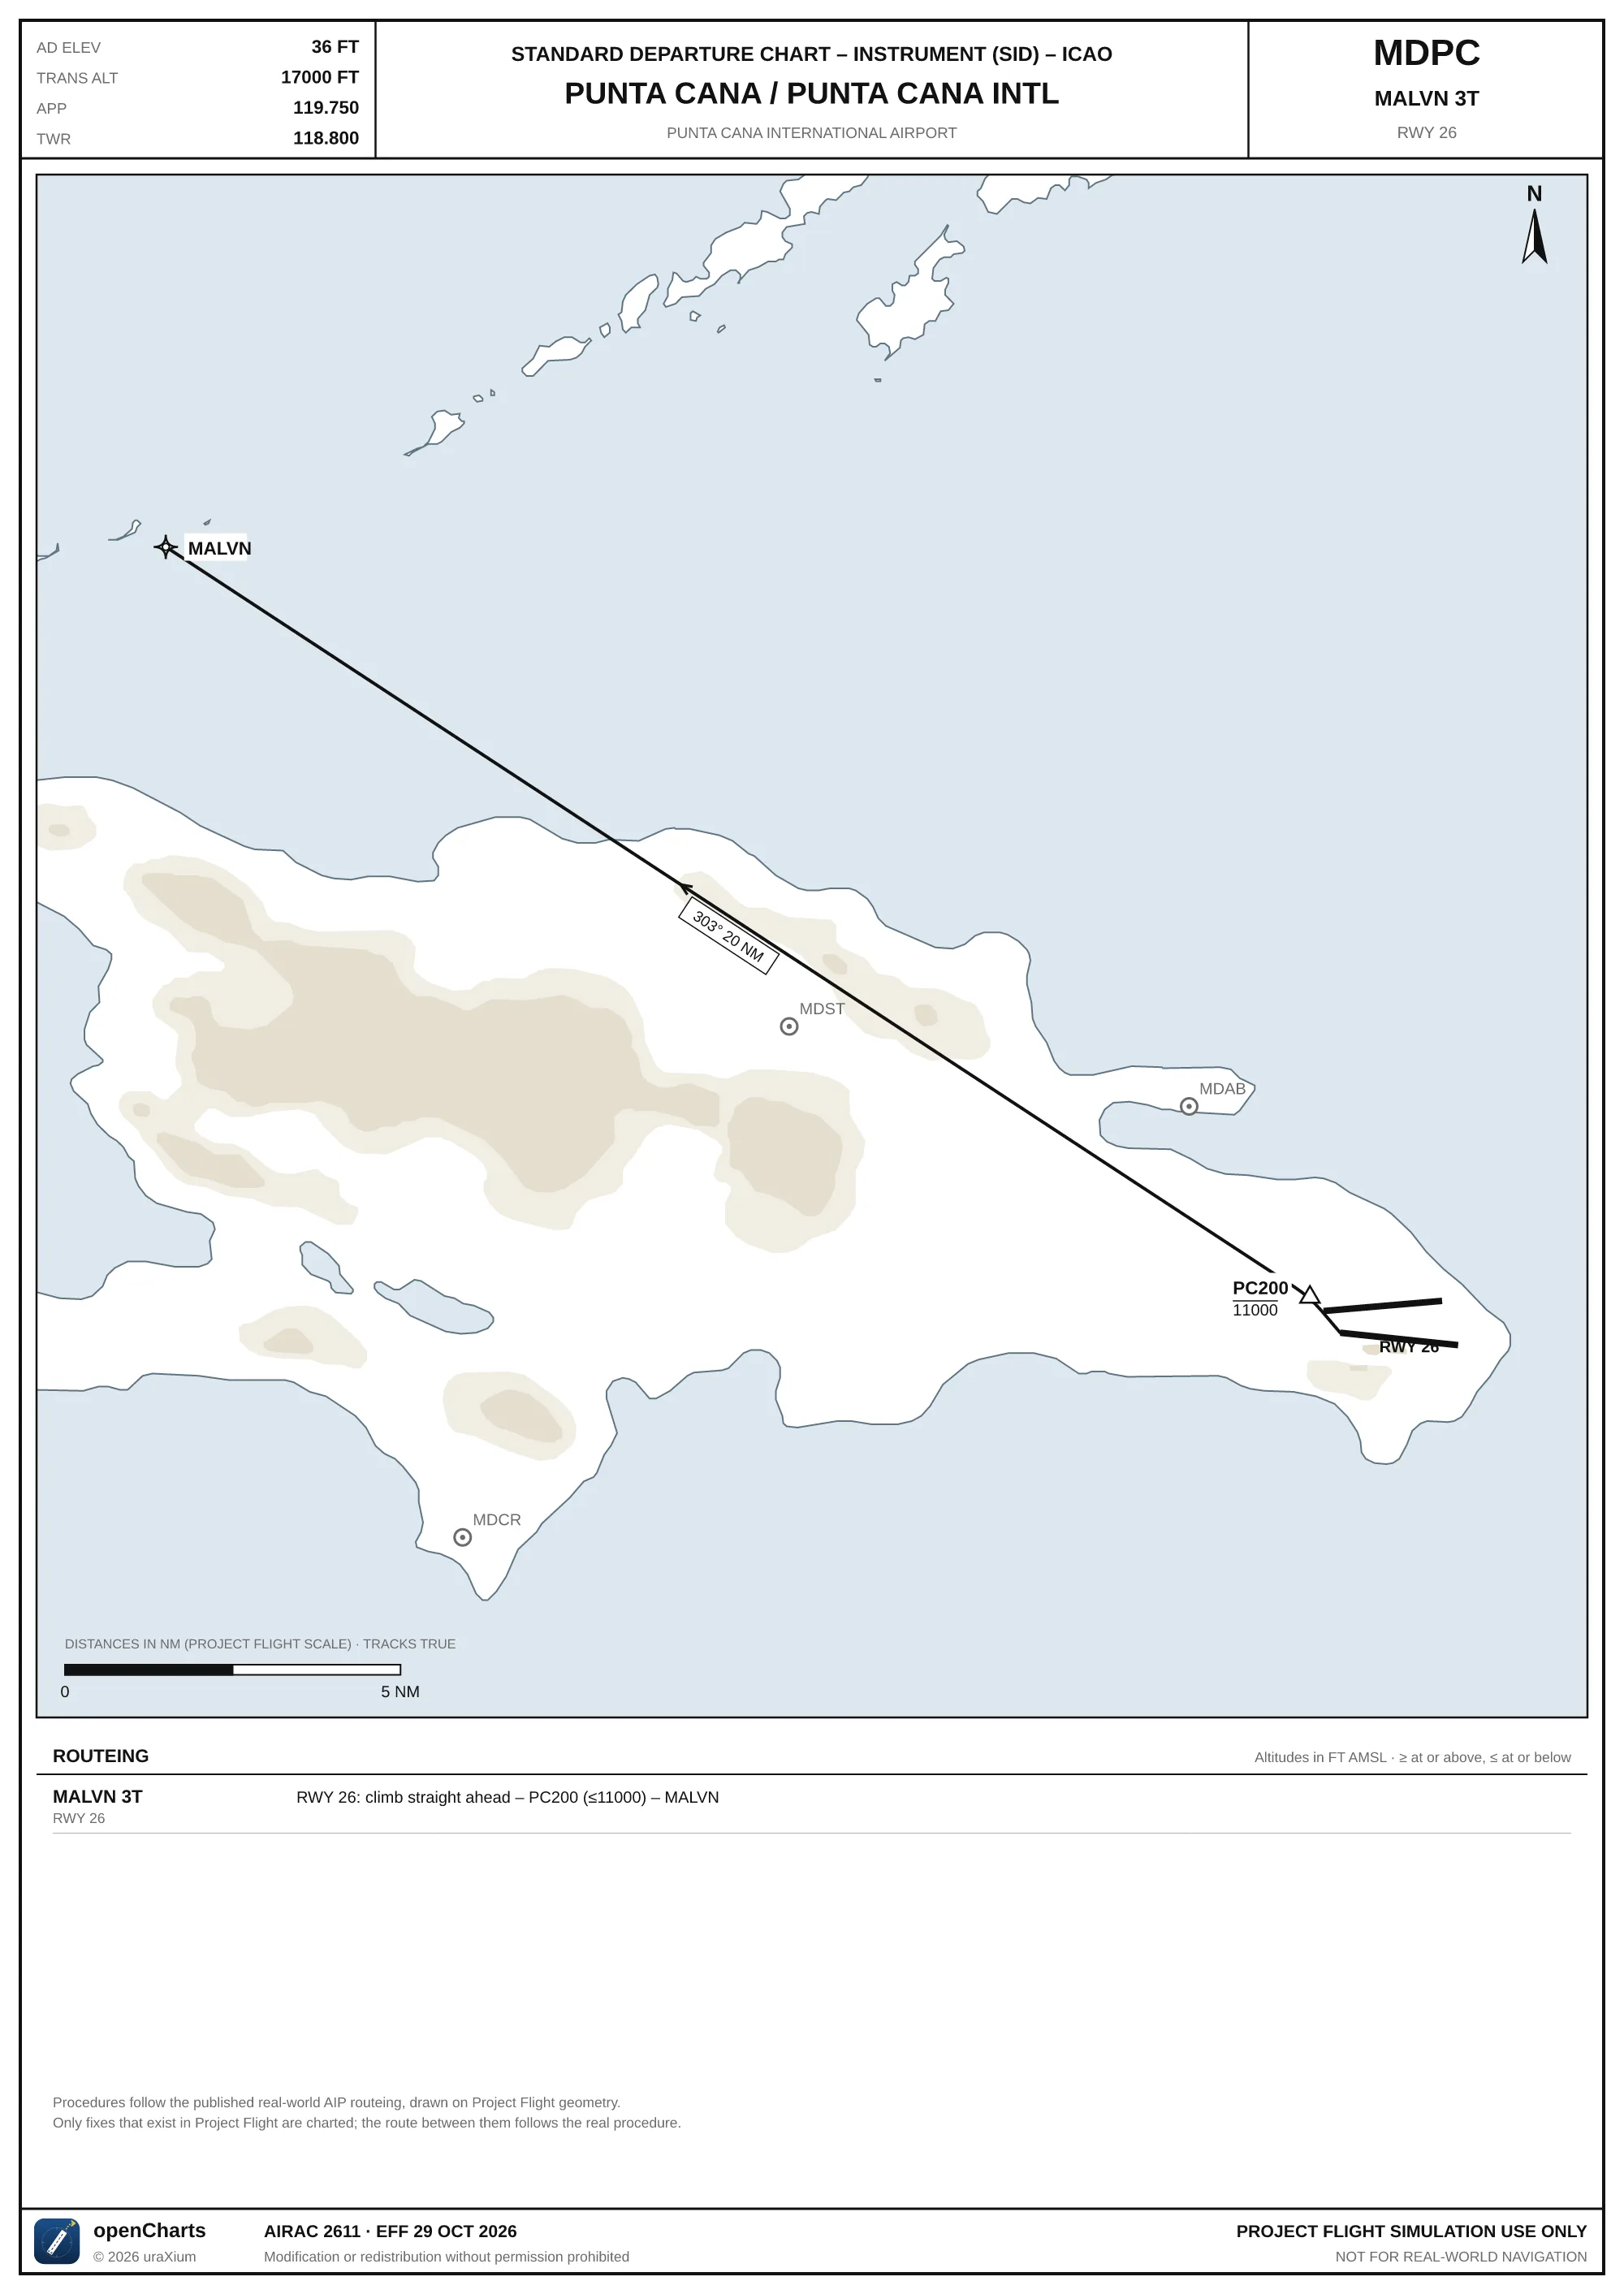 AD ELEV 36 FT
TRANS ALT 17000 FT
APP 119.750
TWR 118.800
STANDARD DEPARTURE CHART – INSTRUMENT (SID) – ICAO
PUNTA CANA / PUNTA CANA INTL
PUNTA CANA INTERNATIONAL AIRPORT
MDPC
MALVN 3T
RWY 26
N
MALVN
303° 20 NM
MDST
MDAB
PC200
11000
RWY 26
MDCR
DISTANCES IN NM (PROJECT FLIGHT SCALE) · TRACKS TRUE
0 5 NM
ROUTEING
Altitudes in FT AMSL · ≥ at or above, ≤ at or below
MALVN 3T
RWY 26: climb straight ahead – PC200 (≤11000) – MALVN
RWY 26
Procedures follow the published real-world AIP routeing, drawn on Project Flight geometry.
Only fixes that exist in Project Flight are charted; the route between them follows the real procedure.
openCharts
© 2026 uraXium
AIRAC 2611 · EFF 29 OCT 2026
Modification or redistribution without permission prohibited
PROJECT FLIGHT SIMULATION USE ONLY
NOT FOR REAL-WORLD NAVIGATION